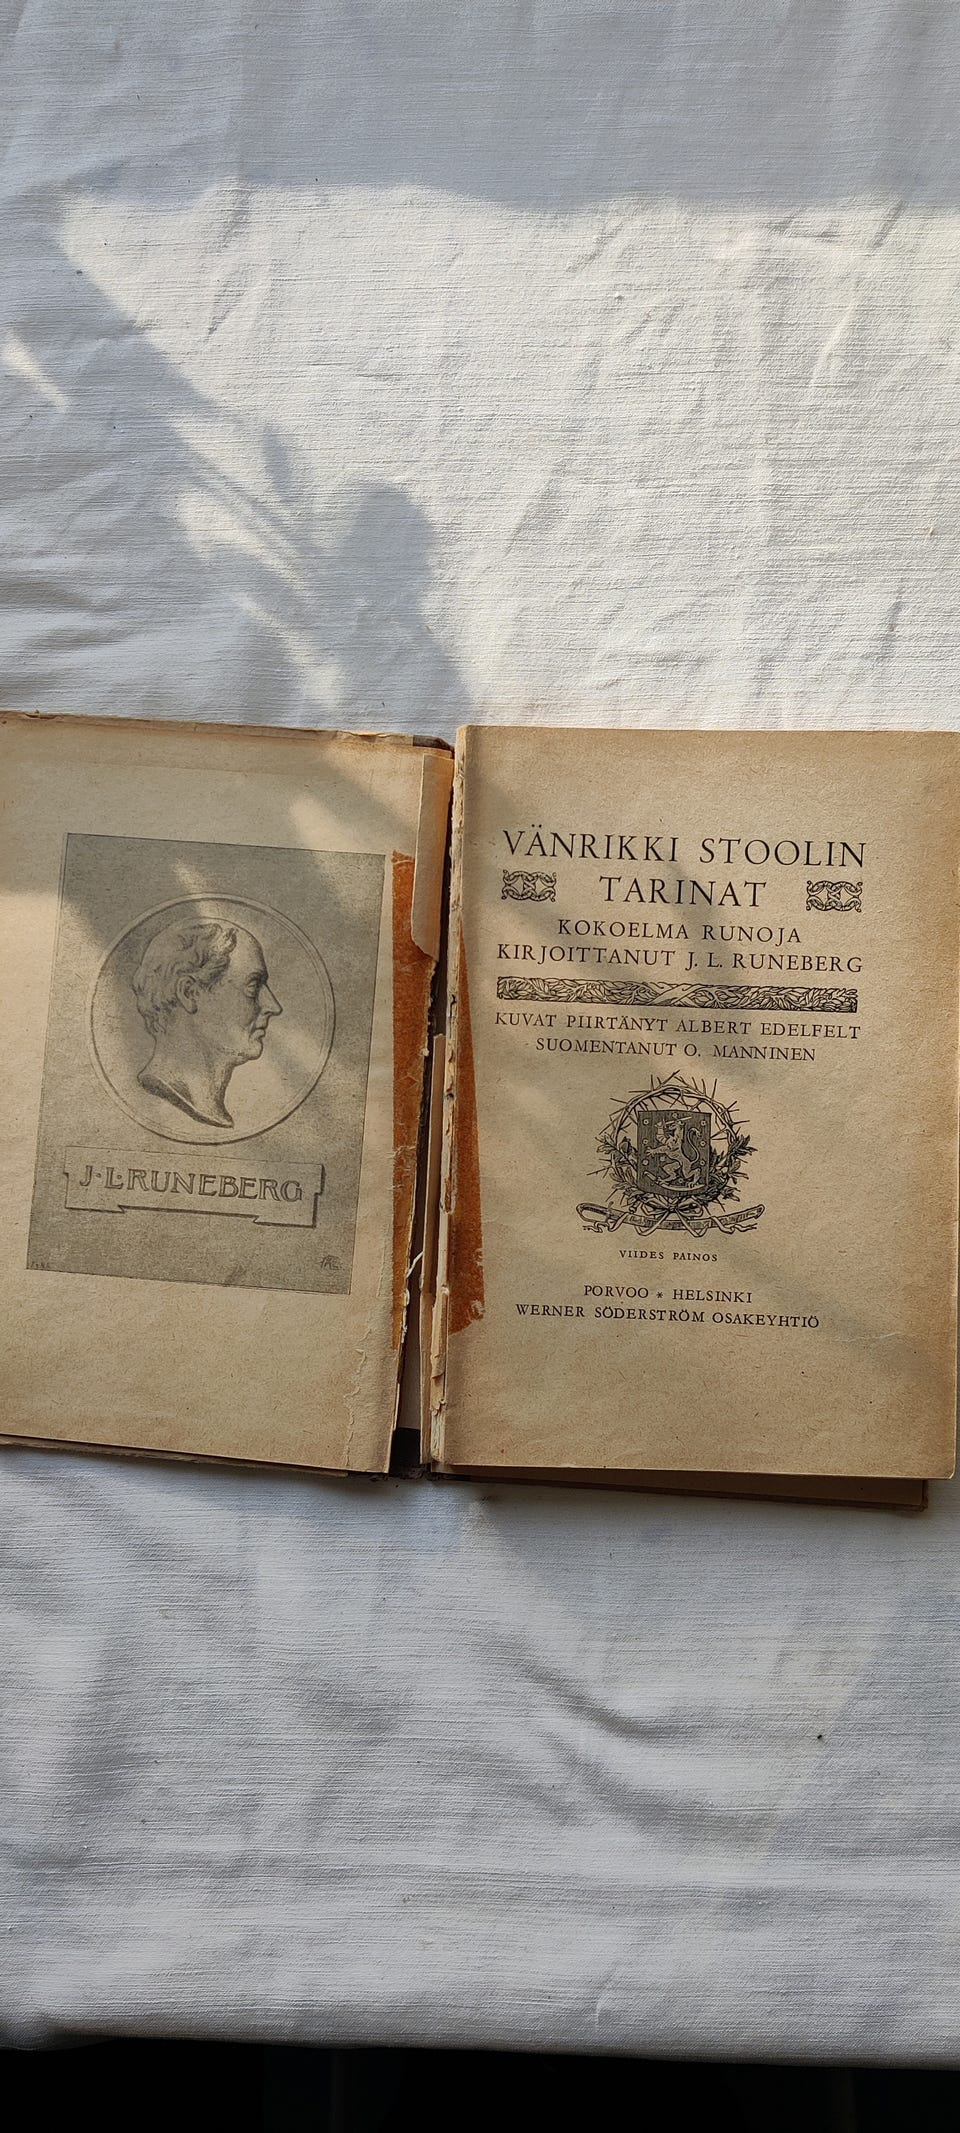 J·L·RUNEBERG
VÄNRIKKI STOOLIN
TARINAT
KOKOELMA RUNOJA
KIRJOITTANUT J. L. RUNEBERG
KUVAT PIIRTÄNYT ALBERT EDELFELT
SUOMENTANUT O. MANNINEN
VIIDES PAINOS
PORVOO * HELSINKI
WERNER SÖDERSTRÖM OSAKEYHTIÖ